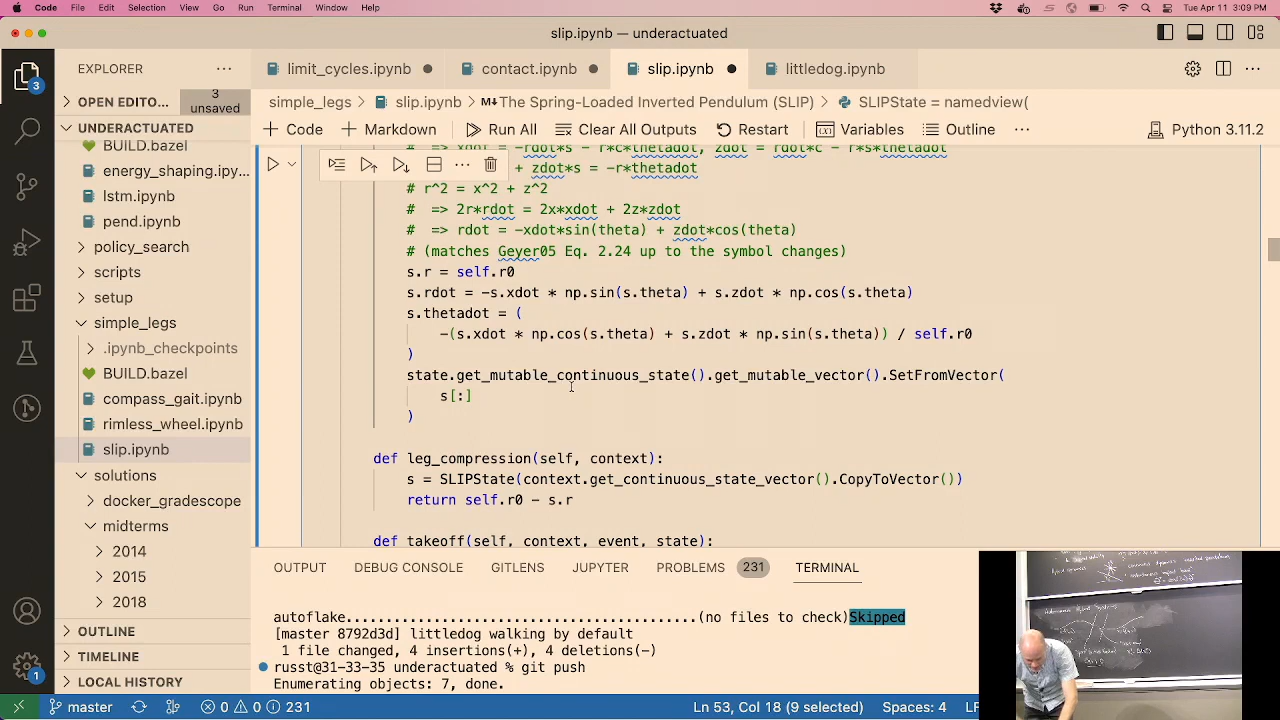 Code File Edit Selection View Go Run Terminal Window Help Tue Apr 11 3:09 PM
slip.ipynb — underactuated
EXPLORER ···
limit_cycles.ipynb ● contact.ipynb ● slip.ipynb ● littledog.ipynb
3
OPEN EDITO... 3 unsaved
simple_legs > slip.ipynb > M↓The Spring-Loaded Inverted Pendulum (SLIP) > SLIPState = namedview(
UNDERACTUATED
+ Code + Markdown Run All Clear All Outputs Restart Variables Outline ··· Python 3.11.2
BUILD.bazel
energy_shaping.ipy...
lstm.ipynb
pend.ipynb
policy_search
scripts
setup
simple_legs
.ipynb_checkpoints
BUILD.bazel
compass_gait.ipynb
rimless_wheel.ipynb
slip.ipynb
solutions
docker_gradescope
midterms
2014
2015
2018
OUTLINE
TIMELINE
LOCAL HISTORY
1
# => xdot = -rdot*s - r*c*thetadot, zdot = rdot*c - r*s*thetadot
+ zdot*s = -r*thetadot
# r^2 = x^2 + z^2
#  => 2r*rdot = 2x*xdot + 2z*zdot
#  => rdot = -xdot*sin(theta) + zdot*cos(theta)
# (matches Geyer05 Eq. 2.24 up to the symbol changes)
s.r = self.r0
s.rdot = -s.xdot * np.sin(s.theta) + s.zdot * np.cos(s.theta)
s.thetadot = (
-(s.xdot * np.cos(s.theta) + s.zdot * np.sin(s.theta)) / self.r0
)
state.get_mutable_continuous_state().get_mutable_vector().SetFromVector(
s[:]
)
def leg_compression(self, context):
s = SLIPState(context.get_continuous_state_vector().CopyToVector())
return self.r0 - s.r
def takeoff(self, context, event, state):
OUTPUT DEBUG CONSOLE GITLENS JUPYTER PROBLEMS 231 TERMINAL
autoflake................................................(no files to check)Skipped
[master 8792d3d] littledog walking by default
1 file changed, 4 insertions(+), 4 deletions(-)
russt@31-33-35 underactuated % git push
Enumerating objects: 7, done.
master 0 0 231 Ln 53, Col 18 (9 selected) Spaces: 4